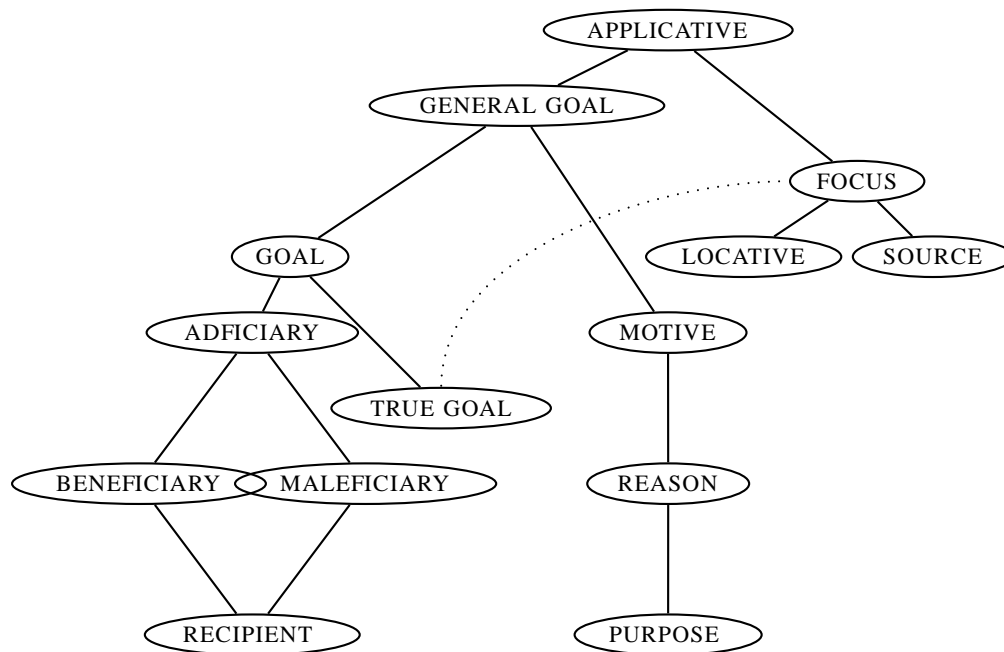 APPLICATIVE
GENERAL GOAL
FOCUS
GOAL
LOCATIVE
SOURCE
ADFICIARY
MOTIVE
TRUE GOAL
BENEFICIARY
MALEFICIARY
REASON
RECIPIENT
PURPOSE